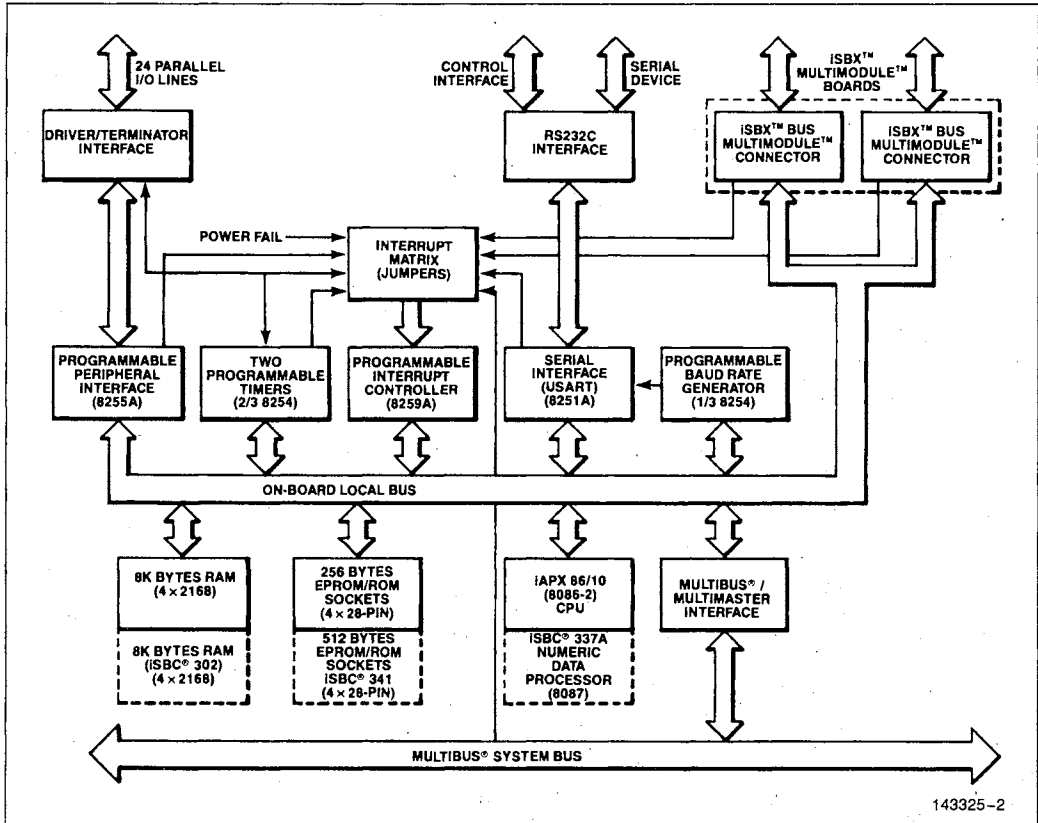 24 PARALLEL
I/O LINES
CONTROL
INTERFACE
SERIAL
DEVICE
iSBX™
MULTIMODULE™
BOARDS
DRIVER/TERMINATOR
INTERFACE
RS232C
INTERFACE
iSBX™ BUS
MULTIMODULE™
CONNECTOR
iSBX™ BUS
MULTIMODULE™
CONNECTOR
POWER FAIL
INTERRUPT
MATRIX
(JUMPERS)
PROGRAMMABLE
PERIPHERAL
INTERFACE
(8255A)
TWO
PROGRAMMABLE
TIMERS
(2/3 8254)
PROGRAMMABLE
INTERRUPT
CONTROLLER
(8259A)
SERIAL
INTERFACE
(USART)
(8251A)
PROGRAMMABLE
BAUD RATE
GENERATOR
(1/3 8254)
ON-BOARD LOCAL BUS
8K BYTES RAM
(4 × 2168)
256 BYTES
EPROM/ROM
SOCKETS
(4 × 28-PIN)
iAPX 86/10
(8086-2)
CPU
MULTIBUS® /
MULTIMASTER
INTERFACE
8K BYTES RAM
(iSBC® 302)
(4 × 2168)
512 BYTES
EPROM/ROM
SOCKETS
iSBC® 341
(4 × 28-PIN)
iSBC® 337A
NUMERIC
DATA
PROCESSOR
(8087)
MULTIBUS® SYSTEM BUS
143325-2